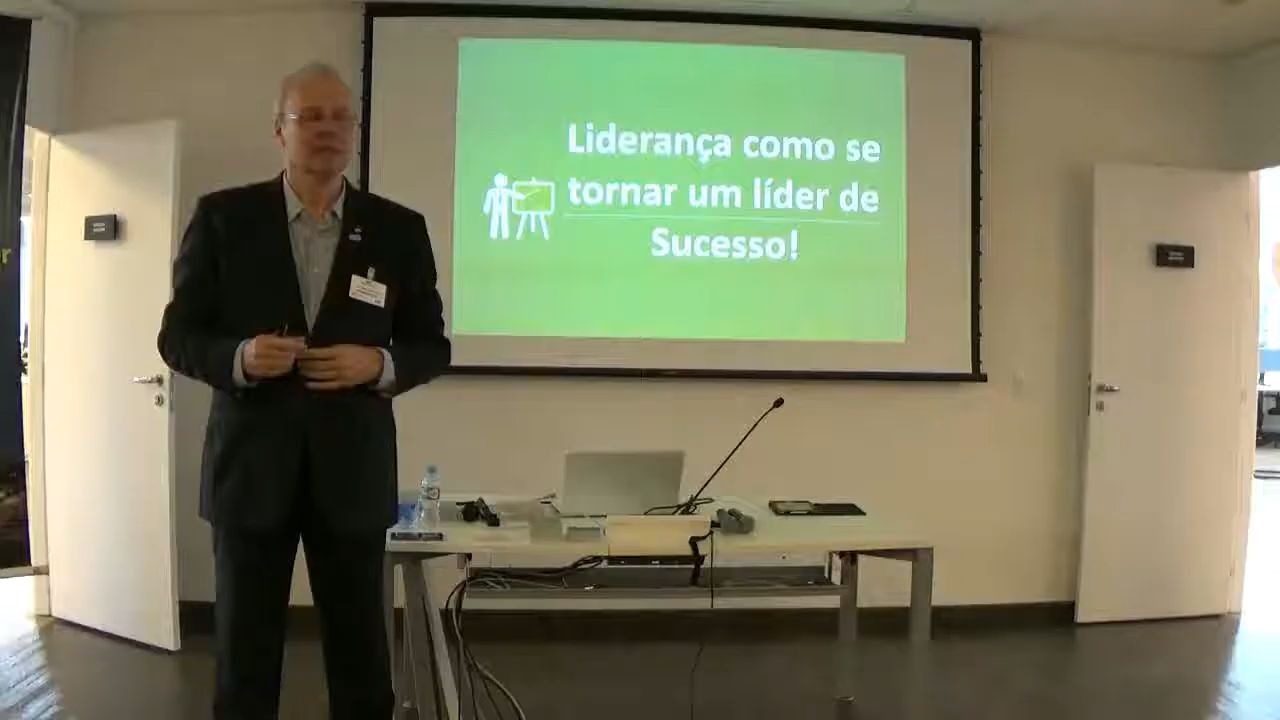 Liderança como se
tornar um líder de
Sucesso!